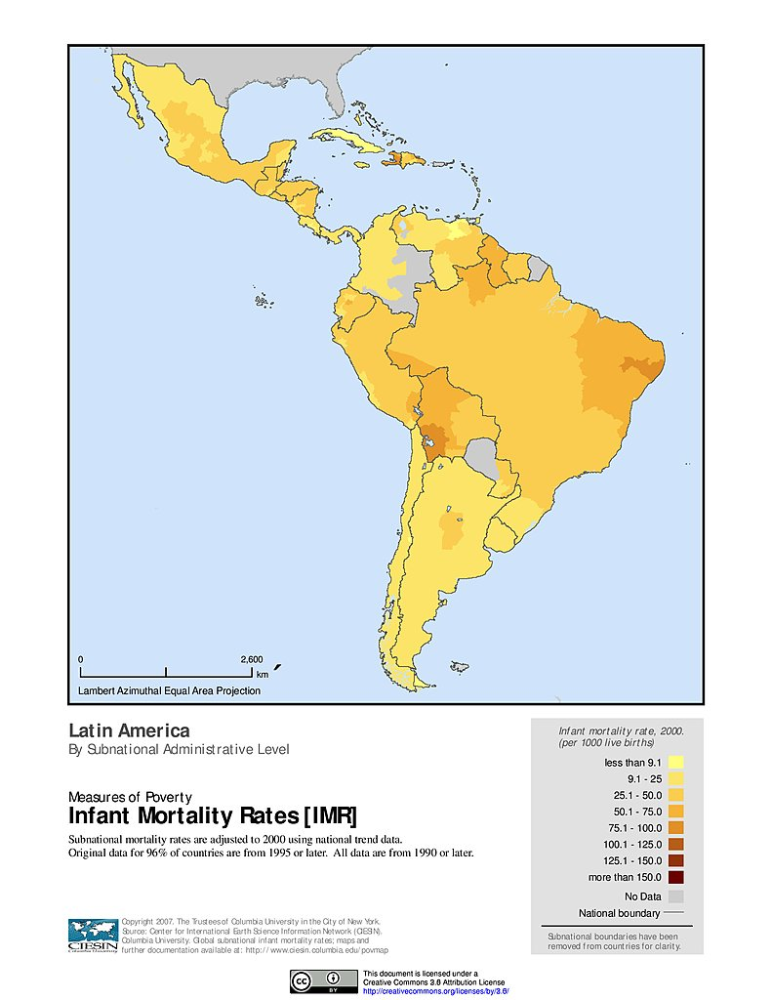 0 2,600
km
Lambert Azimuthal Equal Area Projection
Latin America
By Subnational Administrative Level
Measures of Poverty
Infant Mortality Rates [IMR]
Subnational mortality rates are adjusted to 2000 using national trend data.
Original data for 96% of countries are from 1995 or later.  All data are from 1990 or later.
Infant mortality rate, 2000.
(per 1000 live births)
less than 9.1
9.1 - 25
25.1 - 50.0
50.1 - 75.0
75.1 - 100.0
100.1 - 125.0
125.1 - 150.0
more than 150.0
No Data
National boundary
Subnational boundaries have been
removed from countries for clarity.
CIESIN
Columbia University
Copyright 2007. The Trustees of Columbia University in the City of New York.
Source: Center for International Earth Science Information Network (CIESIN).
Columbia University. Global subnational infant mortality rates; maps and
further documentation available at: http://www.ciesin.columbia.edu/povmap
cc
BY
This document is licensed under a
Creative Commons 3.0 Attribution License
http://creativecommons.org/licenses/by/3.0/